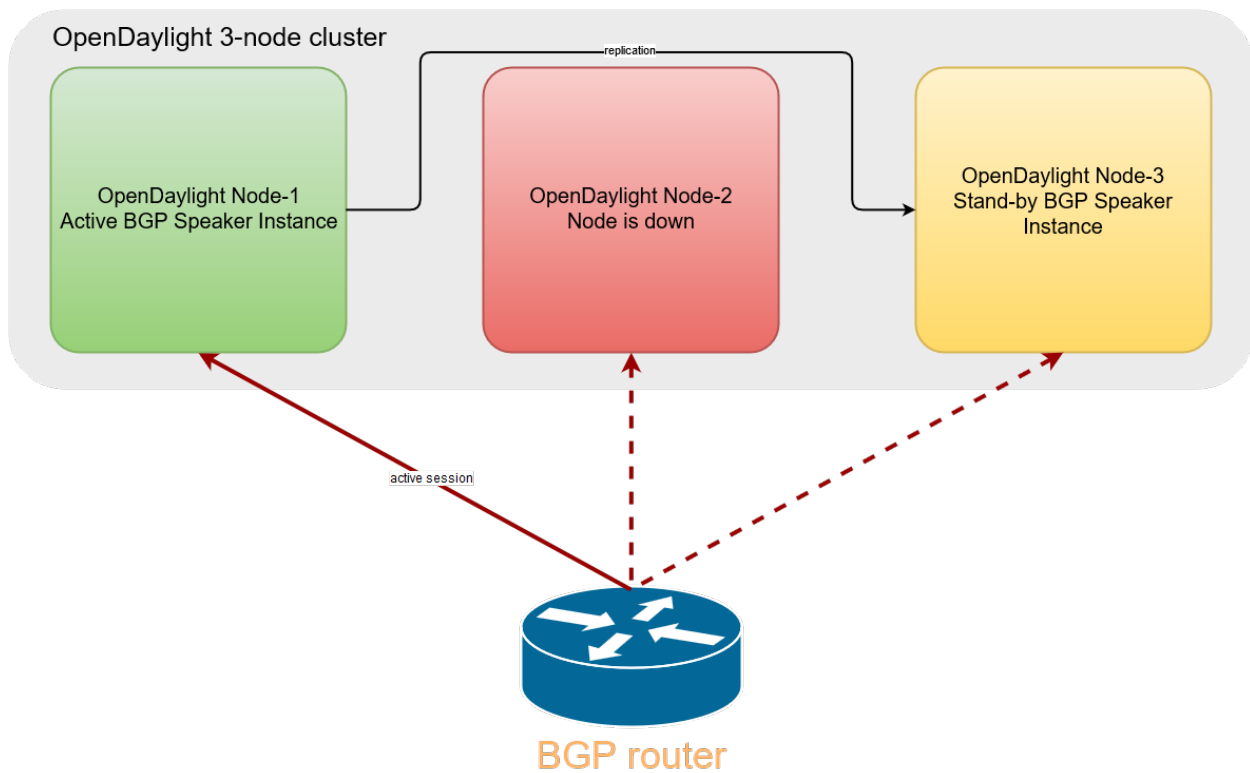 OpenDaylight 3-node cluster
replication
OpenDaylight Node-1
Active BGP Speaker Instance
OpenDaylight Node-2
Node is down
OpenDaylight Node-3
Stand-by BGP Speaker
Instance
active session
BGP router